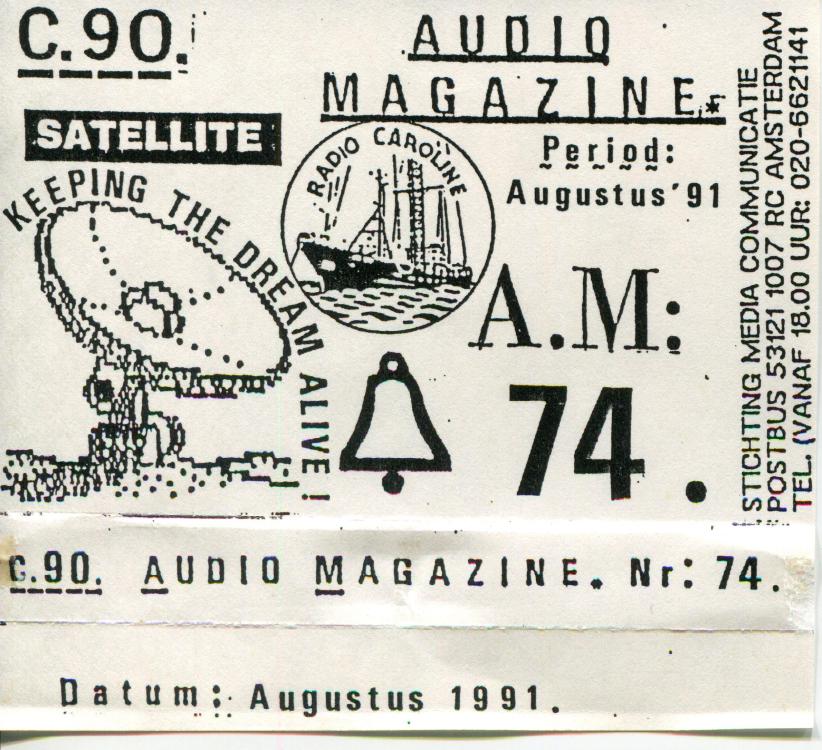 C.90.
AUDIO
MAGAZINE.
SATELLITE
KEEPING THE DREAM ALIVE!
RADIO CAROLINE
Period:
Augustus '91
A.M:
74.
STICHTING MEDIA COMMUNICATIE
POSTBUS 53121 1007 RC AMSTERDAM
TEL. (VANAF 18.00 UUR: 020-6621141
C.90. AUDIO MAGAZINE. Nr: 74.
Datum: Augustus 1991.